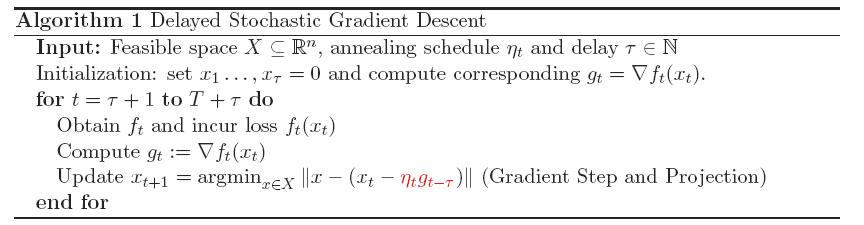 Algorithm 1 Delayed Stochastic Gradient Descent
Input: Feasible space X ⊆ ℝⁿ, annealing schedule ηₜ and delay τ ∈ ℕ
Initialization: set x₁ …, x_τ = 0 and compute corresponding gₜ = ∇fₜ(xₜ).
for t = τ + 1 to T + τ do
Obtain fₜ and incur loss fₜ(xₜ)
Compute gₜ := ∇fₜ(xₜ)
Update xₜ₊₁ = argmin_{x∈X} ‖x − (xₜ − ηₜg_{t−τ})‖ (Gradient Step and Projection)
end for